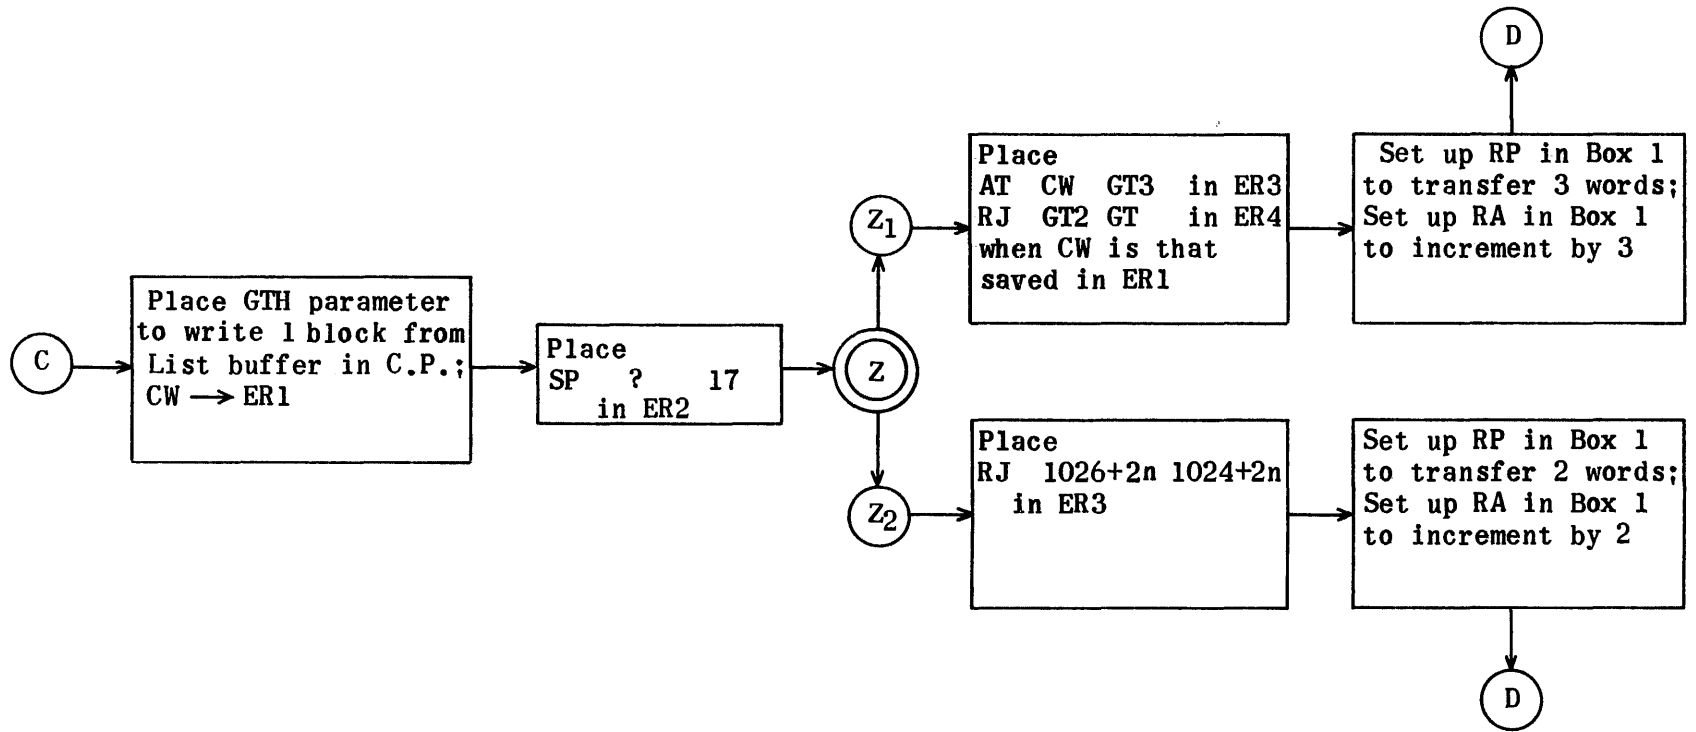 C
Place GTH parameter
to write 1 block from
List buffer in C.P.;
CW → ER1
Place
SP ? 17
in ER2
Z
Z1
Place
AT CW GT3 in ER3
RJ GT2 GT in ER4
when CW is that
saved in ER1
Set up RP in Box 1
to transfer 3 words;
Set up RA in Box 1
to increment by 3
D
Z2
Place
RJ 1026+2n 1024+2n
in ER3
Set up RP in Box 1
to transfer 2 words;
Set up RA in Box 1
to increment by 2
D